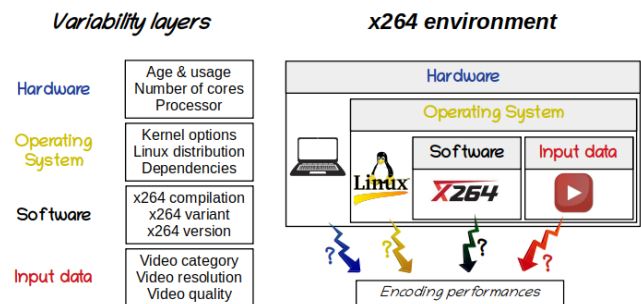 Variability layers
Hardware
Age & usage
Number of cores
Processor
Operating
System
Kernel options
Linux distribution
Dependencies
Software
x264 compilation
x264 variant
x264 version
Input data
Video category
Video resolution
Video quality
x264 environment
Hardware
Operating System
Linux
Software
X264
Input data
?
?
?
?
Encoding performances